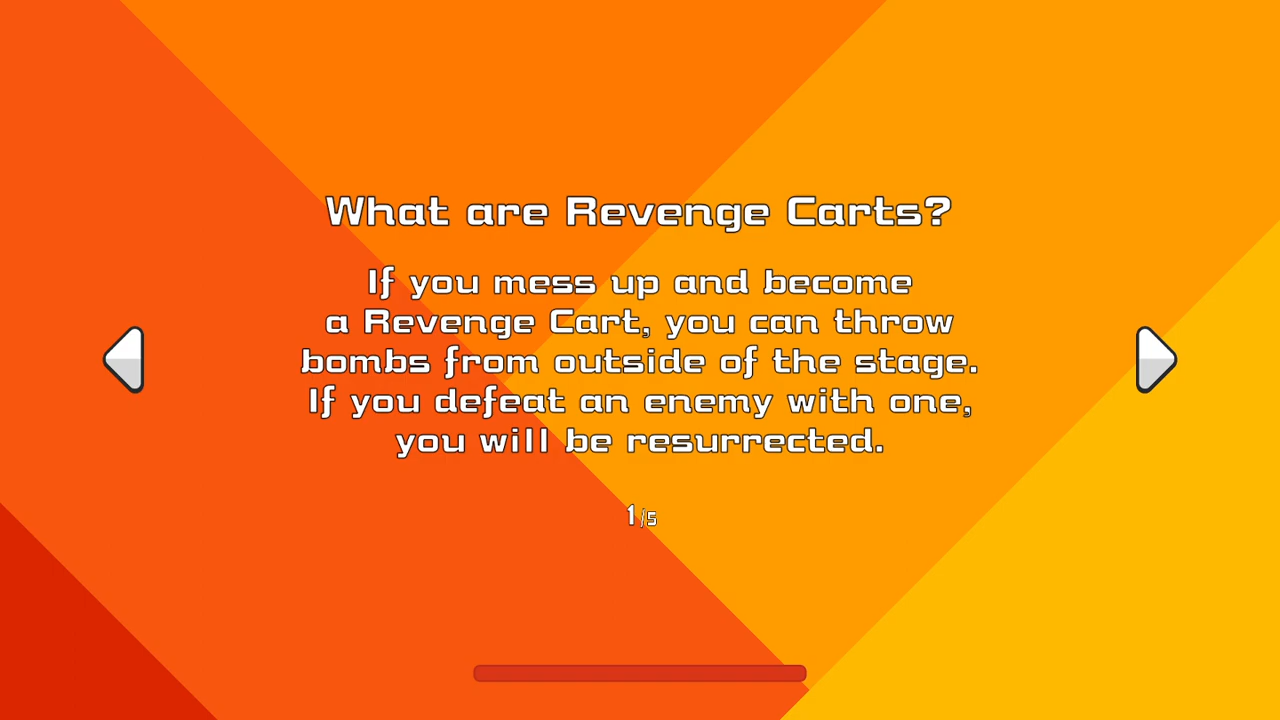 What are Revenge Carts?
If you mess up and become
a Revenge Cart, you can throw
bombs from outside of the stage.
If you defeat an enemy with one,
you will be resurrected.
1/5